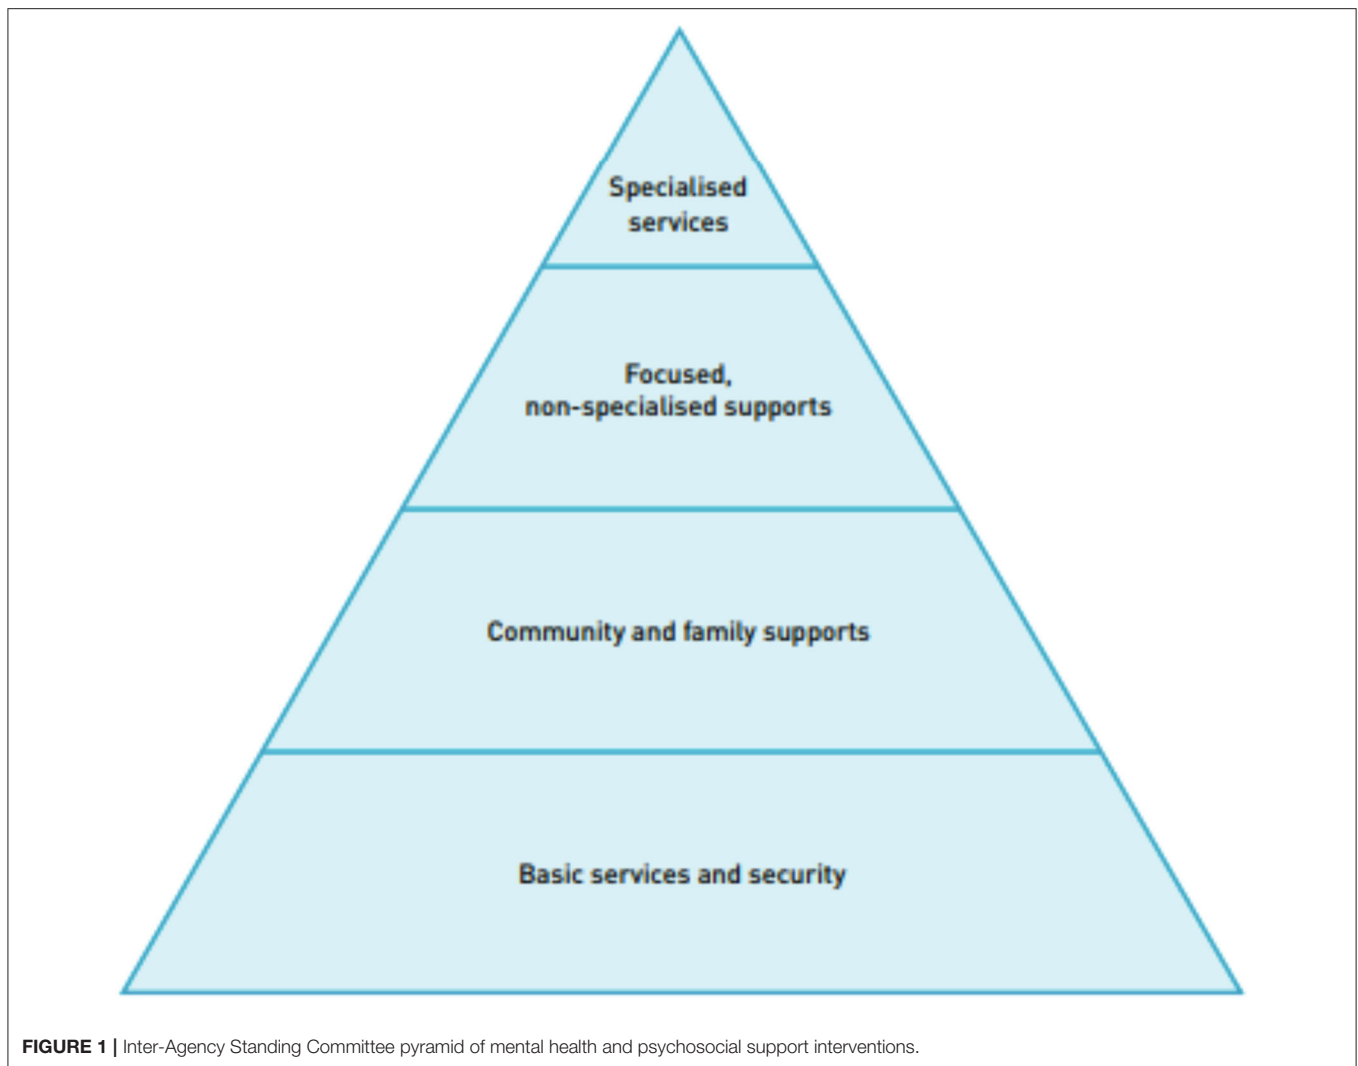 Specialised
services
Focused,
non-specialised supports
Community and family supports
Basic services and security
FIGURE 1 | Inter-Agency Standing Committee pyramid of mental health and psychosocial support interventions.